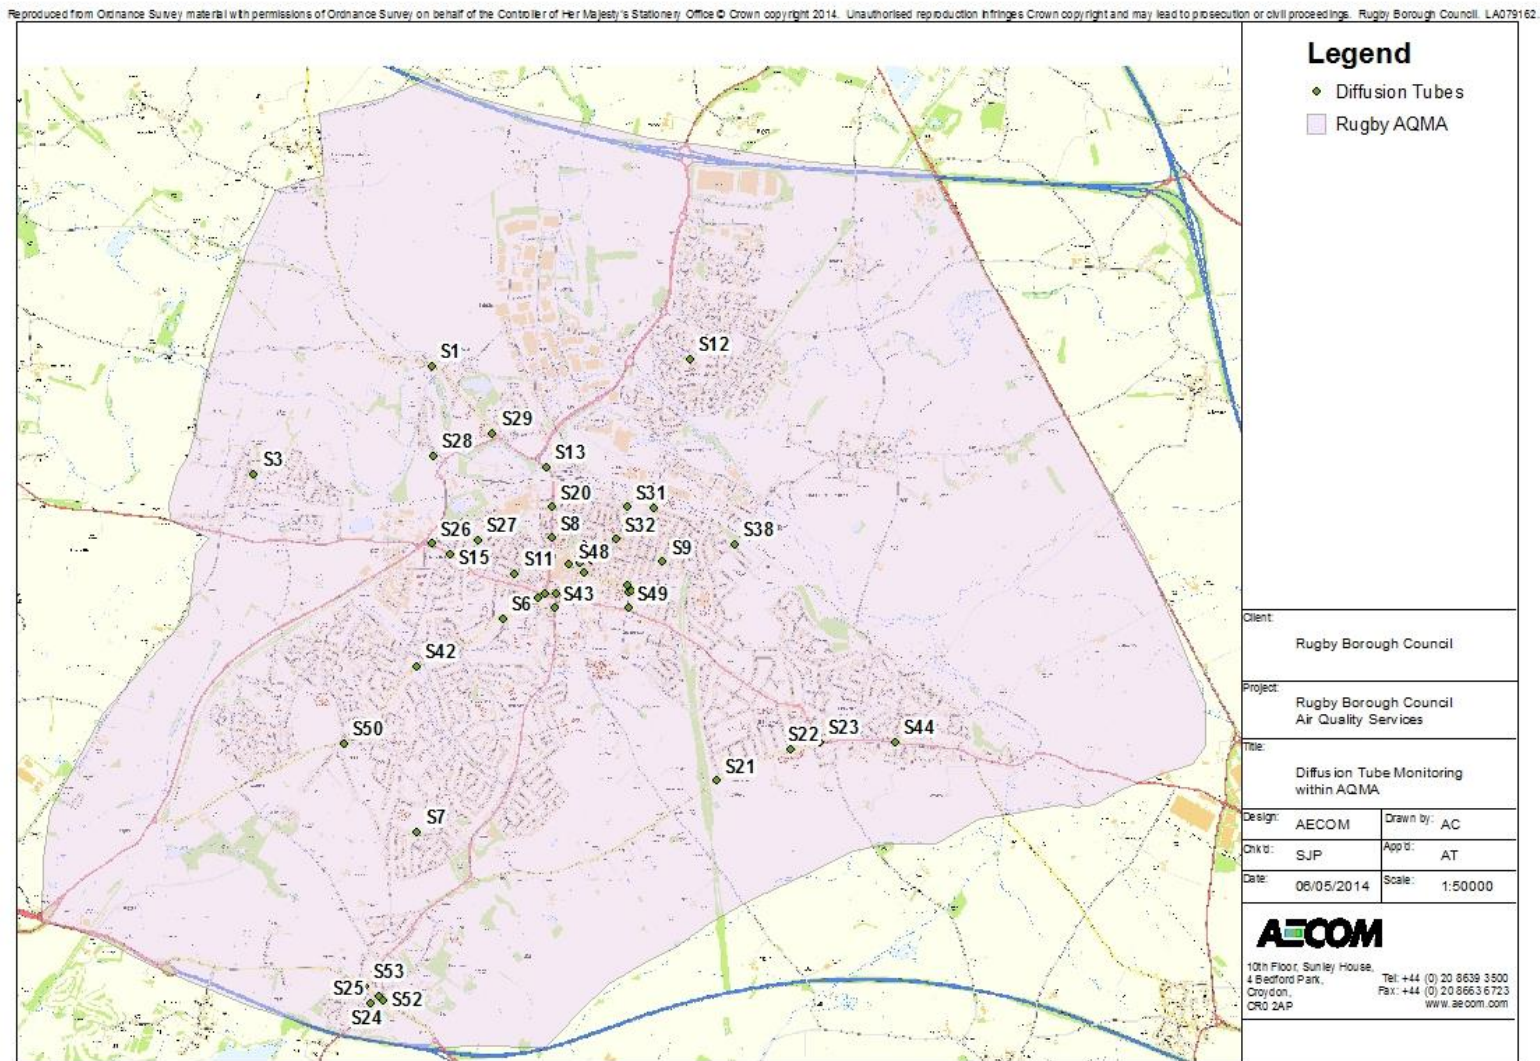 Reproduced from Ordnance Survey material with permissions of Ordnance Survey on behalf of the Controller of Her Majesty's Stationery Office © Crown copyright 2014. Unauthorised reproduction infringes Crown copyright and may lead to prosecution or civil proceedings. Rugby Borough Council. LA079162.
Legend
Diffusion Tubes
Rugby AQMA
S12
S1
S29
S28
S13
S3
S20
S31
S26
S27
S8
S32
S38
S15
S11
S48
S9
S6
S43
S49
S42
S50
S22
S23
S44
S21
S7
S53
S25
S52
S24
Client:
Rugby Borough Council
Project:
Rugby Borough Council
Air Quality Services
Title:
Diffusion Tube Monitoring
within AQMA
Design: AECOM Drawn by: AC
Chk'd: SJP App'd: AT
Date: 06/05/2014 Scale: 1:50000
AECOM
10th Floor, Sunley House,
4 Bedford Park,
Croydon,
CR0 2AP
Tel: +44 (0) 20 8639 3500
Fax: +44 (0) 20 8663 6723
www.aecom.com